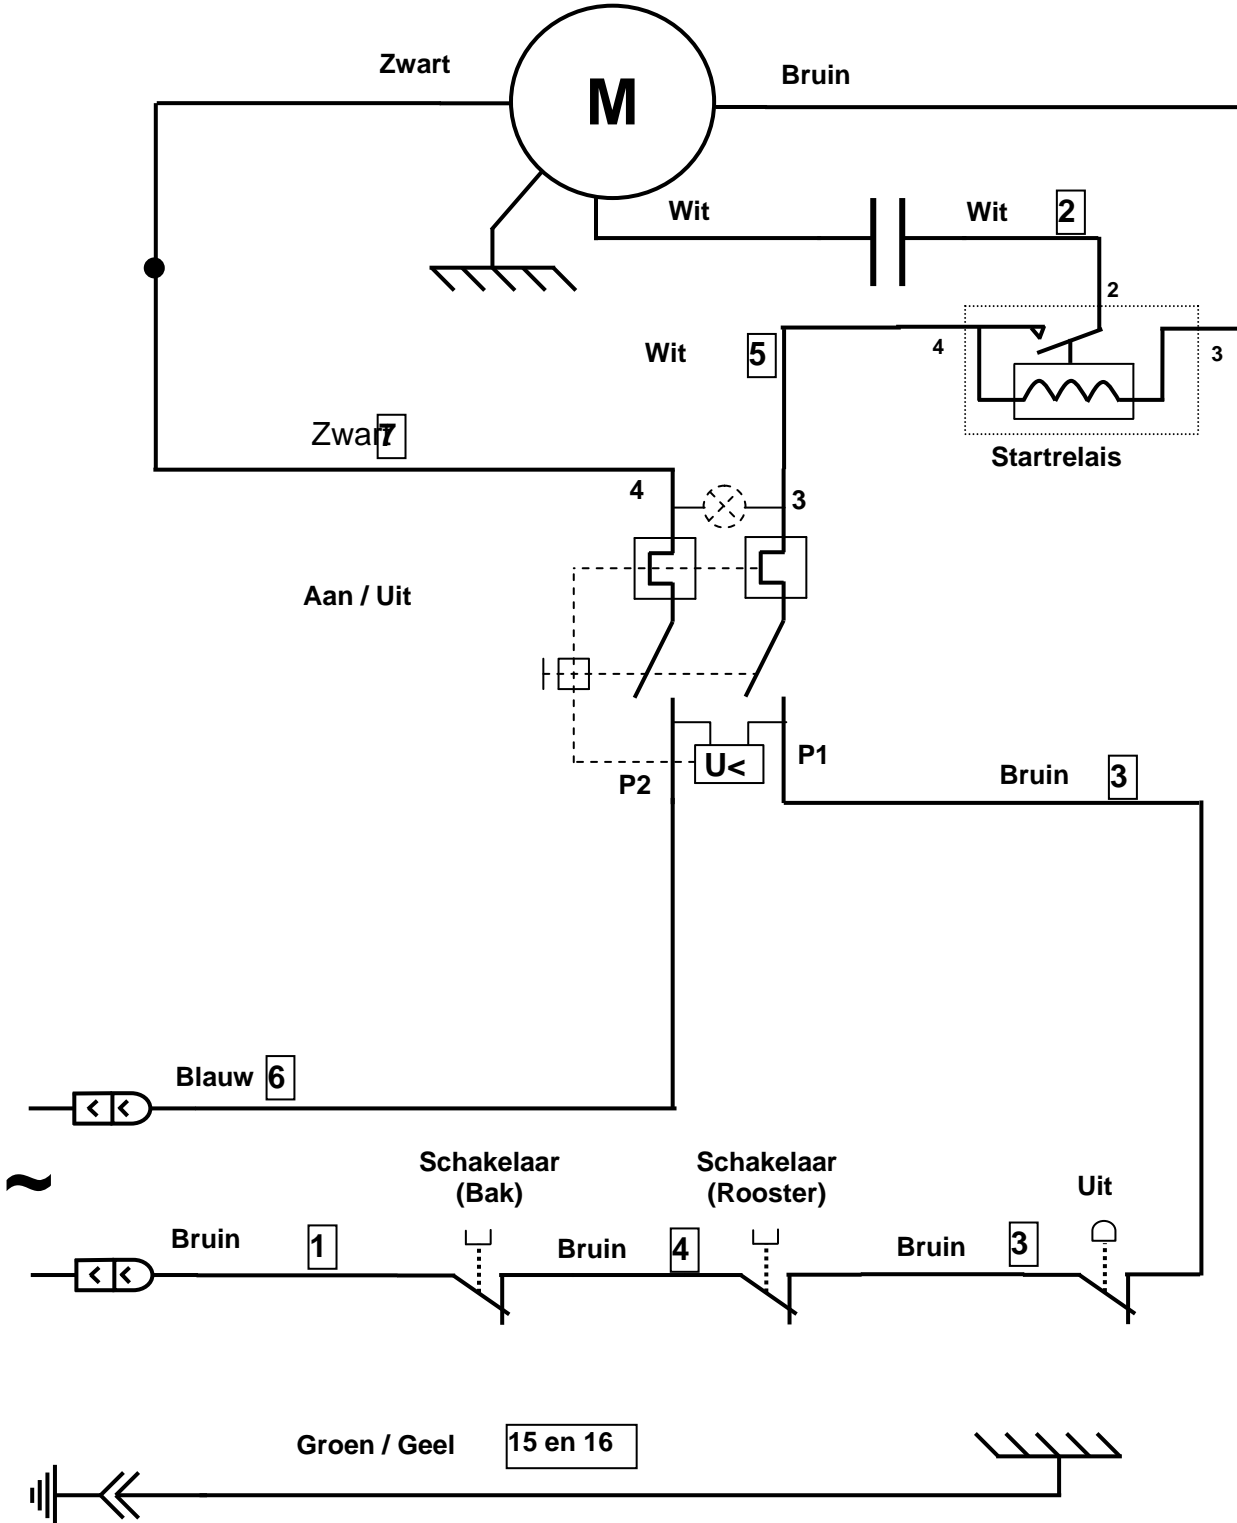 Zwart
M
Bruin
Wit
Wit 2
2
Wit 5
4
3
Startrelais
Zwart 7
4
3
Aan / Uit
U<
P1
P2
Bruin 3
Blauw 6
~
Schakelaar
(Bak)
Schakelaar
(Rooster)
Uit
Bruin 1
Bruin 4
Bruin 3
Groen / Geel 15 en 16